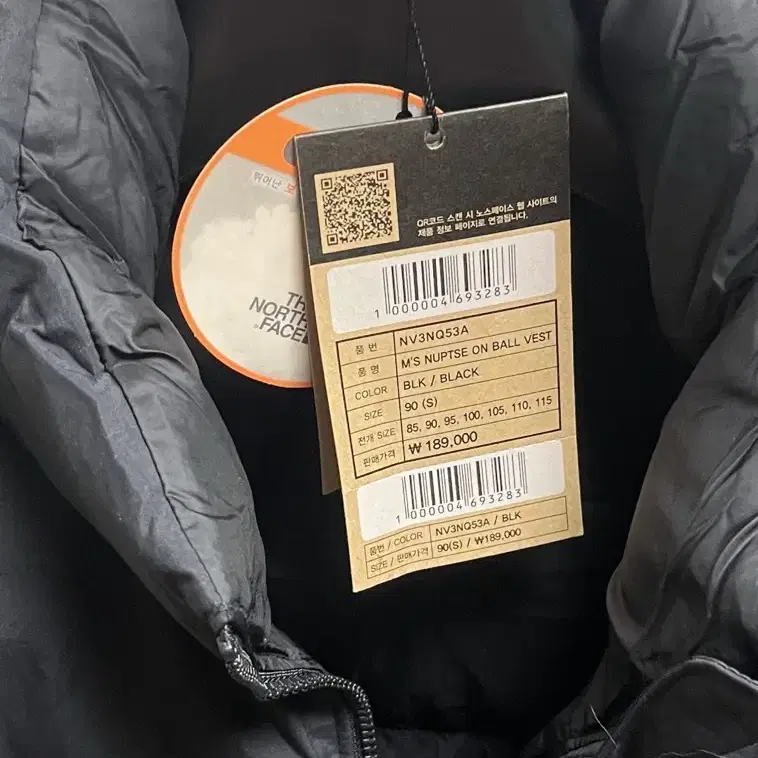 뛰어난 보
THE
NORTH
FACE
QR코드 스캔 시 노스페이스 웹 사이트의
제품 정보 페이지로 연결됩니다.
1 000004 693283
품 번 NV3NQ53A
품 명 M'S NUPTSE ON BALL VEST
COLOR BLK / BLACK
SIZE 90 (S)
전개 SIZE 85, 90, 95, 100, 105, 110, 115
판매가격 ₩ 189,000
1 000004 693283
품번 / COLOR NV3NQ53A / BLK
SIZE / 판매가격 90(S) / ₩189,000